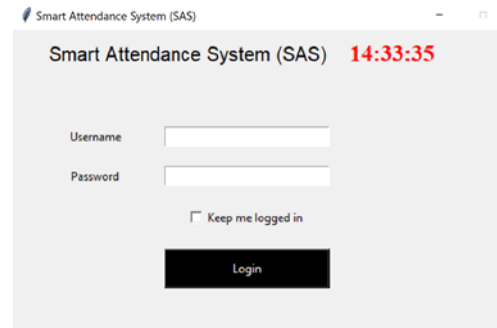 Smart Attendance System (SAS)
Smart Attendance System (SAS) 14:33:35
Username
Password
Keep me logged in
Login